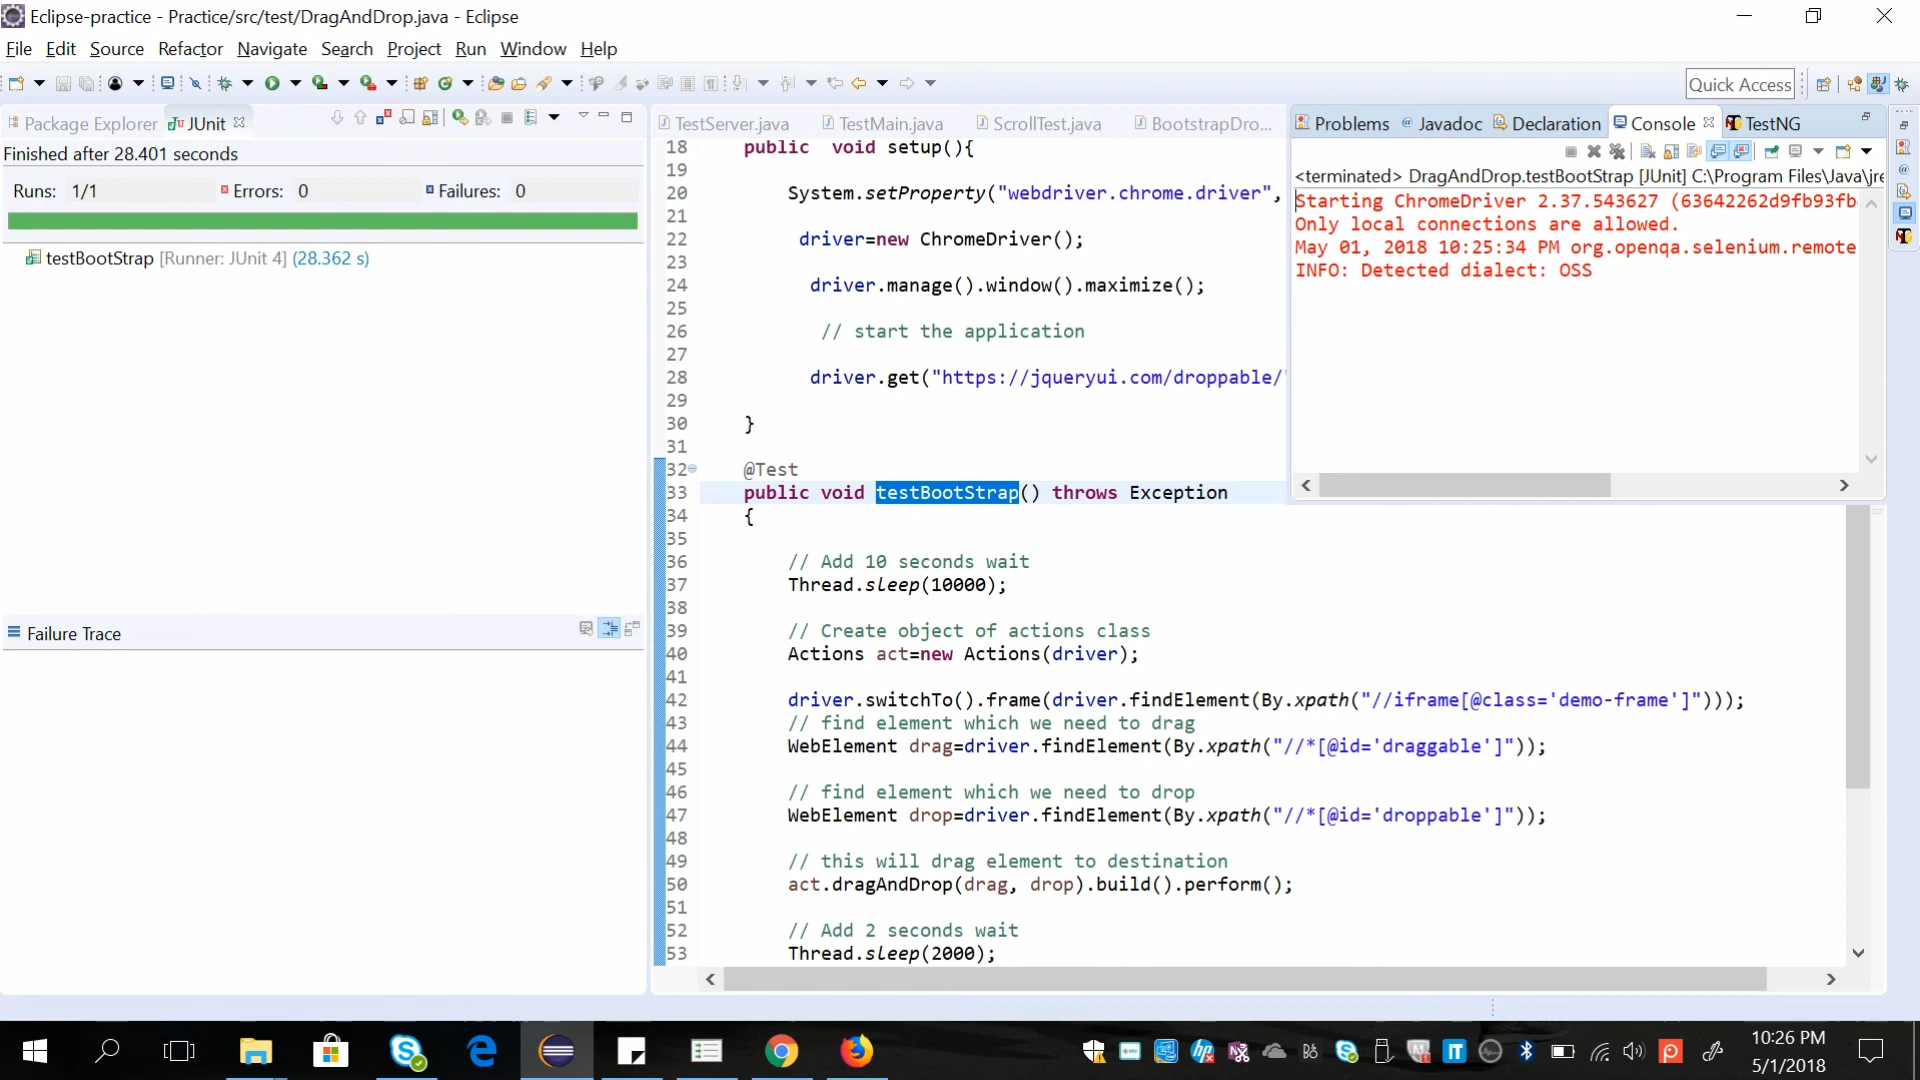 Eclipse-practice - Practice/src/test/DragAndDrop.java - Eclipse
File Edit Source Refactor Navigate Search Project Run Window Help
Quick Access
Package Explorer JUnit
Finished after 28.401 seconds
Runs: 1/1 Errors: 0 Failures: 0
testBootStrap [Runner: JUnit 4] (28.362 s)
Failure Trace
TestServer.java TestMain.java ScrollTest.java BootstrapDro...
18 public void setup(){
19
20 System.setProperty("webdriver.chrome.driver",
21
22 driver=new ChromeDriver();
23
24 driver.manage().window().maximize();
25
26 // start the application
27
28 driver.get("https://jqueryui.com/droppable/"
29
30 }
31
32 @Test
33 public void testBootStrap() throws Exception
34 {
35
36 // Add 10 seconds wait
37 Thread.sleep(10000);
38
39 // Create object of actions class
40 Actions act=new Actions(driver);
41
42 driver.switchTo().frame(driver.findElement(By.xpath("//iframe[@class='demo-frame']")));
43 // find element which we need to drag
44 WebElement drag=driver.findElement(By.xpath("//*[@id='draggable']"));
45
46 // find element which we need to drop
47 WebElement drop=driver.findElement(By.xpath("//*[@id='droppable']"));
48
49 // this will drag element to destination
50 act.dragAndDrop(drag, drop).build().perform();
51
52 // Add 2 seconds wait
53 Thread.sleep(2000);
Problems Javadoc Declaration Console TestNG
<terminated> DragAndDrop.testBootStrap [JUnit] C:\Program Files\Java\jre
Starting ChromeDriver 2.37.543627 (63642262d9fb93fb
Only local connections are allowed.
May 01, 2018 10:25:34 PM org.openqa.selenium.remote
INFO: Detected dialect: OSS
10:26 PM
5/1/2018